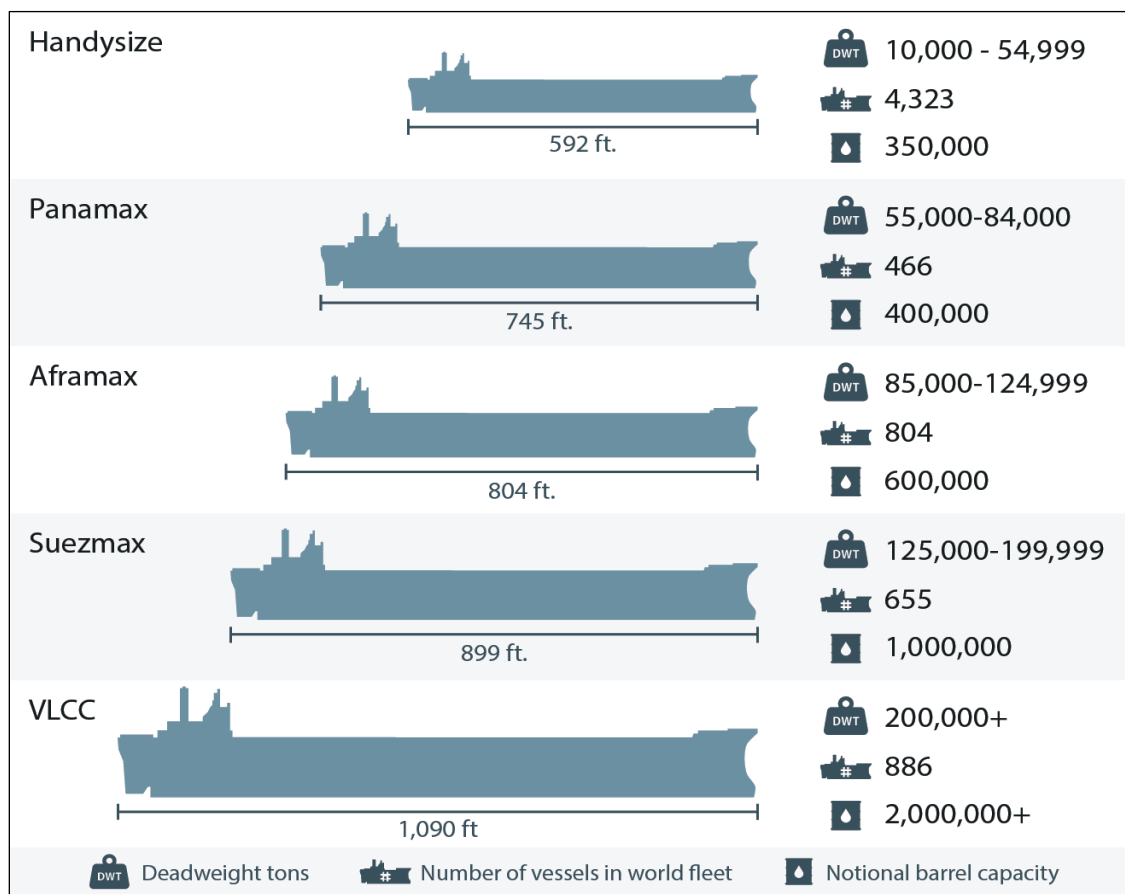 Handysize
DWT 10,000 - 54,999
# 4,323
350,000
592 ft.
Panamax
DWT 55,000-84,000
# 466
400,000
745 ft.
Aframax
DWT 85,000-124,999
# 804
600,000
804 ft.
Suezmax
DWT 125,000-199,999
# 655
1,000,000
899 ft.
VLCC
DWT 200,000+
# 886
2,000,000+
1,090 ft
DWT Deadweight tons # Number of vessels in world fleet Notional barrel capacity